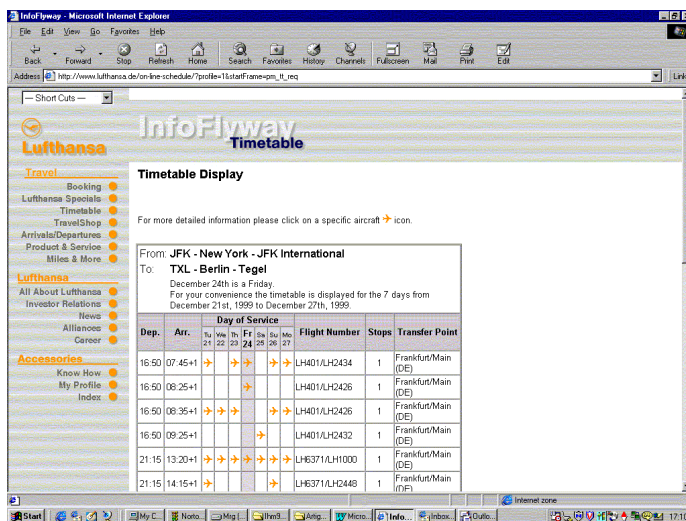 InfoFlyway - Microsoft Internet Explorer
File Edit View Go Favorites Help
Back Forward Stop Refresh Home Search Favorites History Channels Fullscreen Mail Print Edit
Address http://www.lufthansa.de/on-line-schedule/?profile=1&startFrame=pm_tt_req
— Short Cuts —
InfoFlyway
Timetable
Lufthansa
Travel
Booking
Lufthansa Specials
Timetable
TravelShop
Arrivals/Departures
Product & Service
Miles & More
Lufthansa
All About Lufthansa
Investor Relations
News
Alliances
Career
Accessories
Know How
My Profile
Index
Timetable Display
For more detailed information please click on a specific aircraft icon.
From: JFK - New York - JFK International
To: TXL - Berlin - Tegel
December 24th is a Friday.
For your convenience the timetable is displayed for the 7 days from
December 21st, 1999 to December 27th, 1999.
Dep. Arr. Day of Service Flight Number Stops Transfer Point
Tu We Th Fr Sa Su Mo
21 22 23 24 25 26 27
16:50 07:45+1 LH401/LH2434 1 Frankfurt/Main (DE)
16:50 08:25+1 LH401/LH2426 1 Frankfurt/Main (DE)
16:50 08:35+1 LH401/LH2426 1 Frankfurt/Main (DE)
16:50 09:25+1 LH401/LH2432 1 Frankfurt/Main (DE)
21:15 13:20+1 LH6371/LH1000 1 Frankfurt/Main (DE)
21:15 14:15+1 LH6371/LH2448 1 Frankfurt/Main (DE)
Internet zone
Start My C... Norto... Mrg (... Ihm9... Artig... Micro... Info... Inbox... Outlo... 17:10